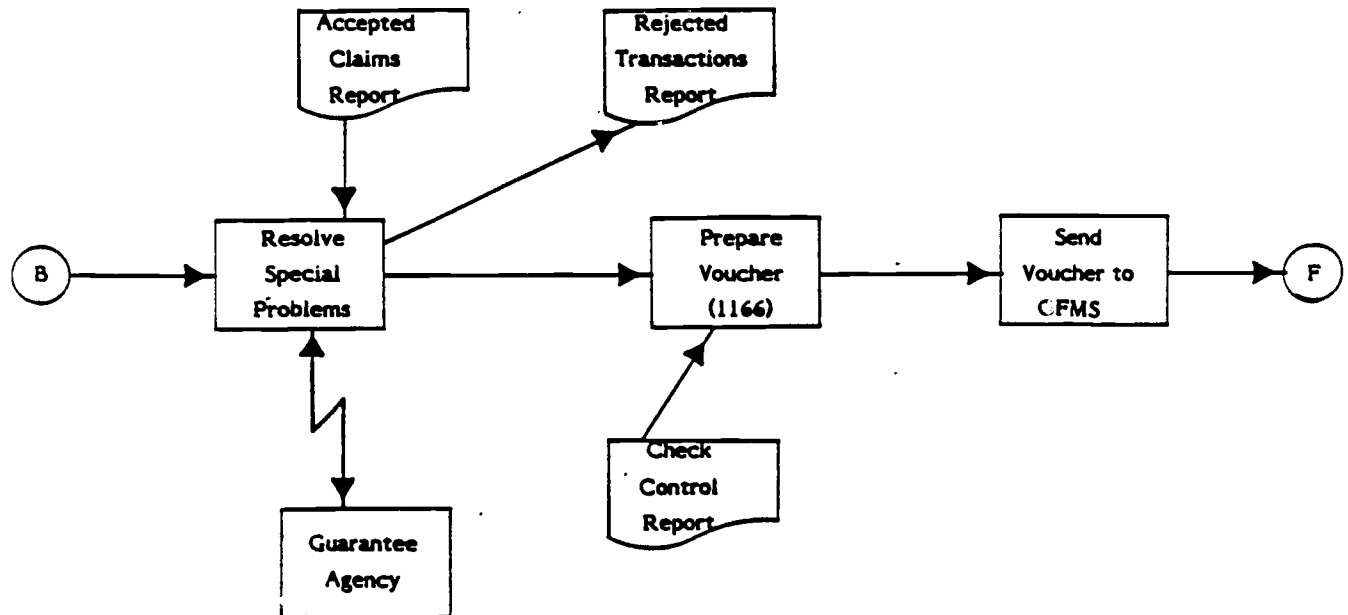 Accepted
Claims
Report
Rejected
Transactions
Report
B
Resolve
Special
Problems
Prepare
Voucher
(1166)
Send
Voucher to
CFMS
F
Check
Control
Report
Guarantee
Agency